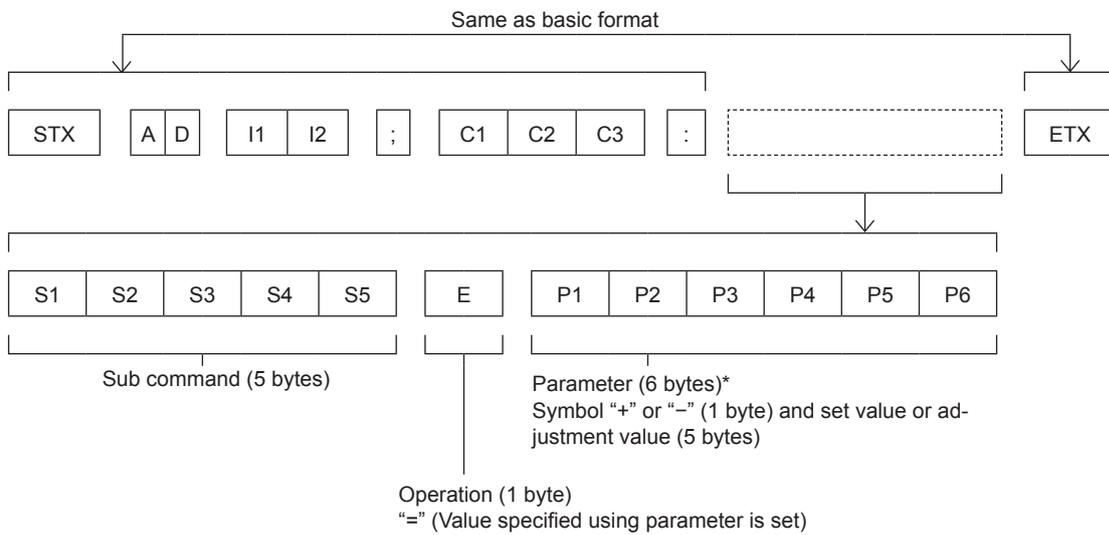 Same as basic format
STX A D I1 I2 ; C1 C2 C3 : ETX
S1 S2 S3 S4 S5 E P1 P2 P3 P4 P5 P6
Sub command (5 bytes)
Parameter (6 bytes)*
Symbol “+” or “−” (1 byte) and set value or ad-
justment value (5 bytes)
Operation (1 byte)
“=” (Value specified using parameter is set)